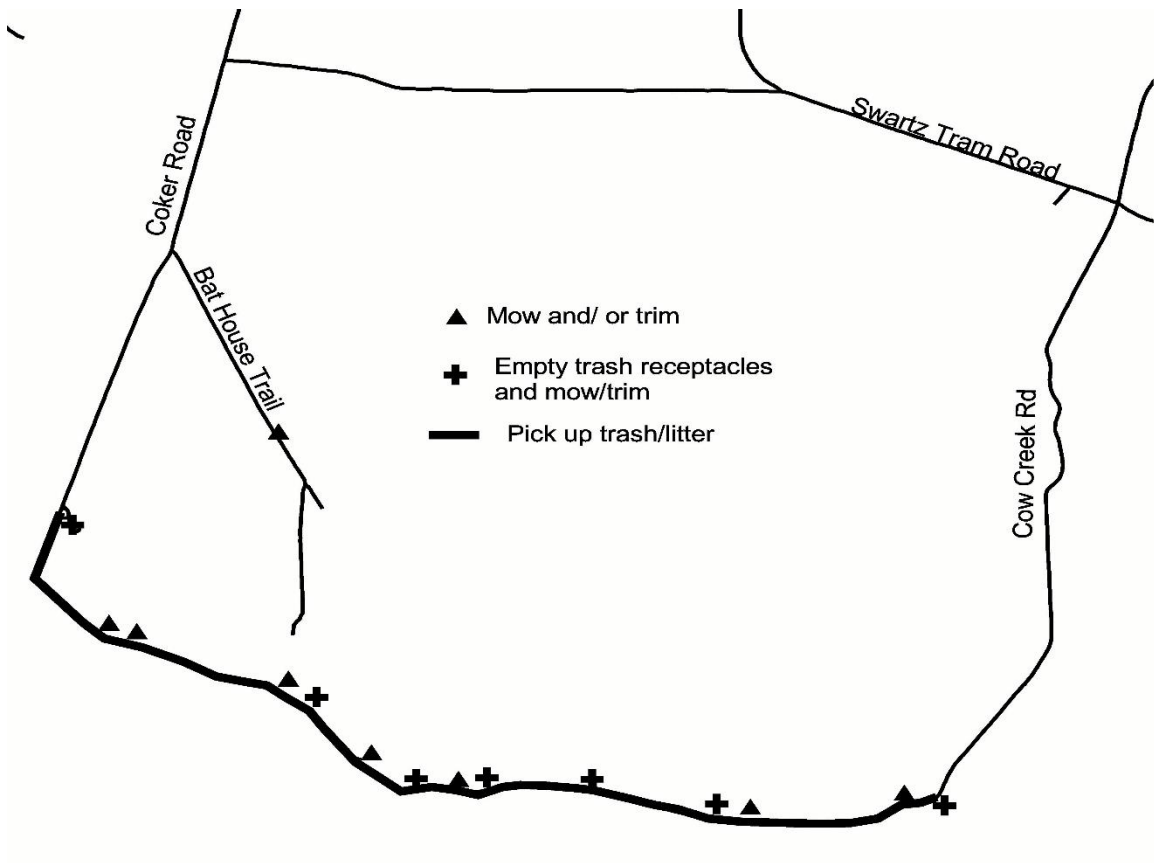 Swartz Tram Road
Coker Road
Bat House Trail
Mow and/ or trim
Empty trash receptacles
and mow/trim
Pick up trash/litter
Cow Creek Rd